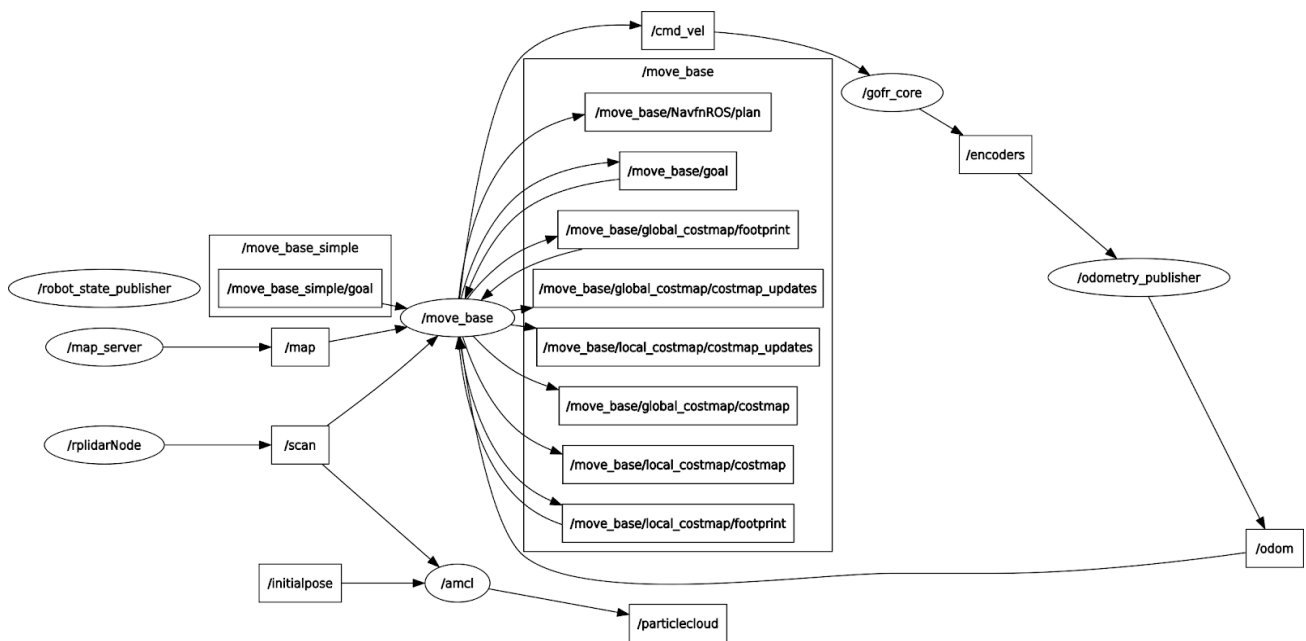 /cmd_vel
/move_base
/gofr_core
/move_base/NavfnROS/plan
/encoders
/move_base/goal
/move_base/global_costmap/footprint
/move_base_simple
/robot_state_publisher
/move_base_simple/goal
/move_base/global_costmap/costmap_updates
/odometry_publisher
/move_base
/map_server
/map
/move_base/local_costmap/costmap_updates
/move_base/global_costmap/costmap
/rplidarNode
/scan
/move_base/local_costmap/costmap
/move_base/local_costmap/footprint
/odom
/initialpose
/amcl
/particlecloud